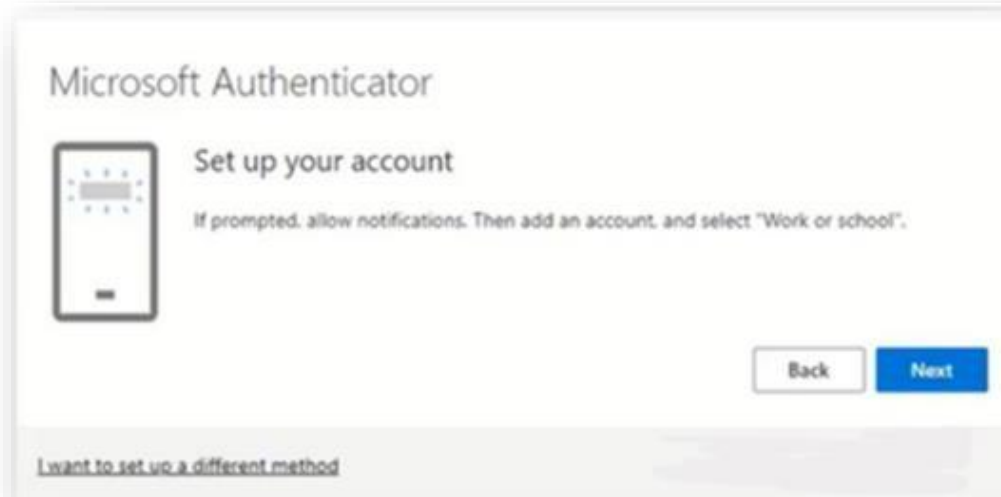 Microsoft Authenticator
Set up your account
If prompted, allow notifications. Then add an account, and select "Work or school".
Back
Next
I want to set up a different method